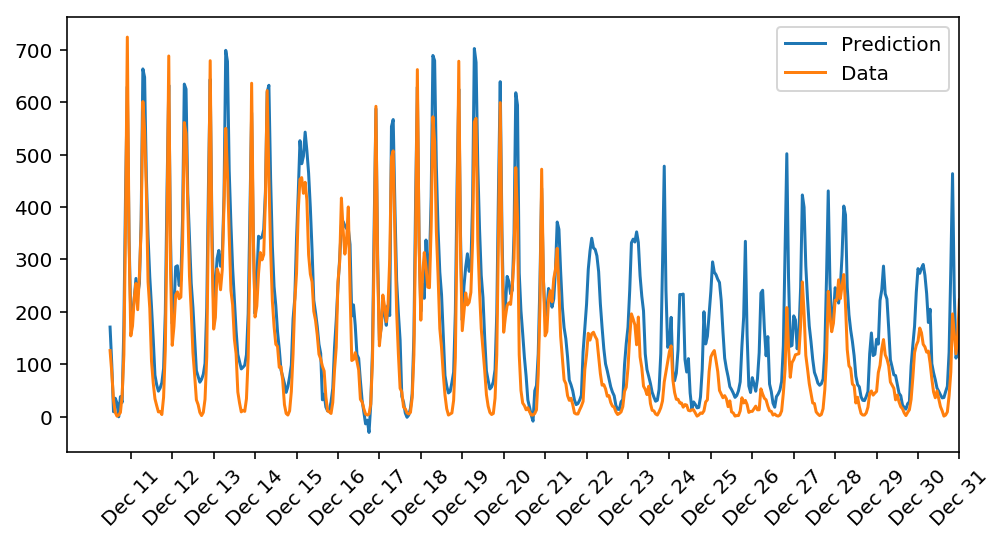 Prediction
Data
700
600
500
400
300
200
100
0
Dec 11
Dec 12
Dec 13
Dec 14
Dec 15
Dec 16
Dec 17
Dec 18
Dec 19
Dec 20
Dec 21
Dec 22
Dec 23
Dec 24
Dec 25
Dec 26
Dec 27
Dec 28
Dec 29
Dec 30
Dec 31